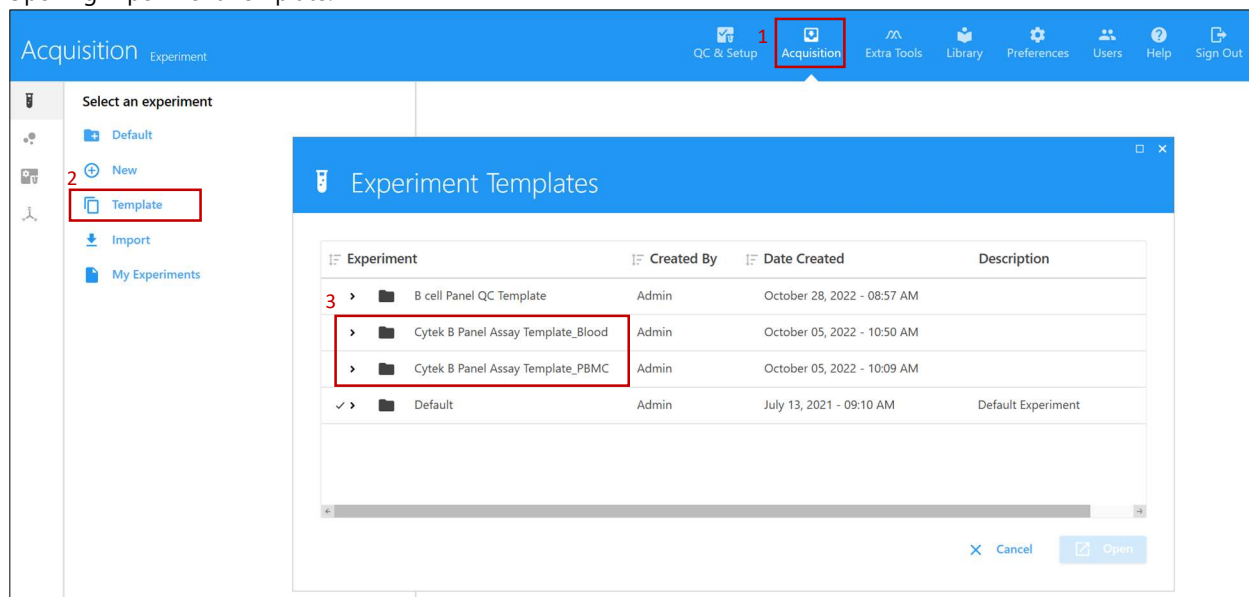 Acquisition Experiment
QC & Setup
1
Acquisition
Extra Tools
Library
Preferences
Users
Help
Sign Out
Select an experiment
Default
New
2
Template
Import
My Experiments
Experiment Templates
Experiment Created By Date Created Description
3
B cell Panel QC Template Admin October 28, 2022 - 08:57 AM
Cytek B Panel Assay Template_Blood Admin October 05, 2022 - 10:50 AM
Cytek B Panel Assay Template_PBMC Admin October 05, 2022 - 10:09 AM
Default Admin July 13, 2021 - 09:10 AM Default Experiment
Cancel Open